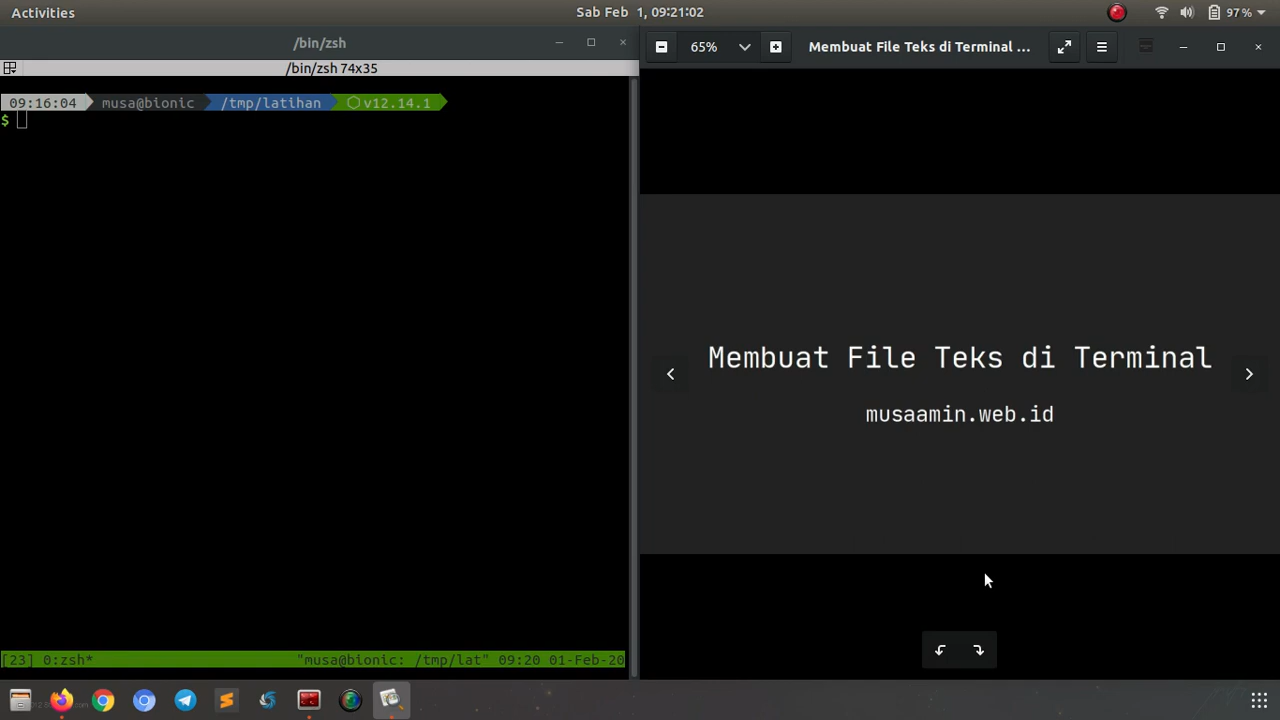 Activities
Sab Feb 1, 09:21:02
97%
/bin/zsh
/bin/zsh 74x35
09:16:04 musa@bionic /tmp/latihan v12.14.1
$
[23] 0:zsh* "musa@bionic: /tmp/lat" 09:20 01-Feb-20
65%
Membuat File Teks di Terminal ...
Membuat File Teks di Terminal
musaamin.web.id